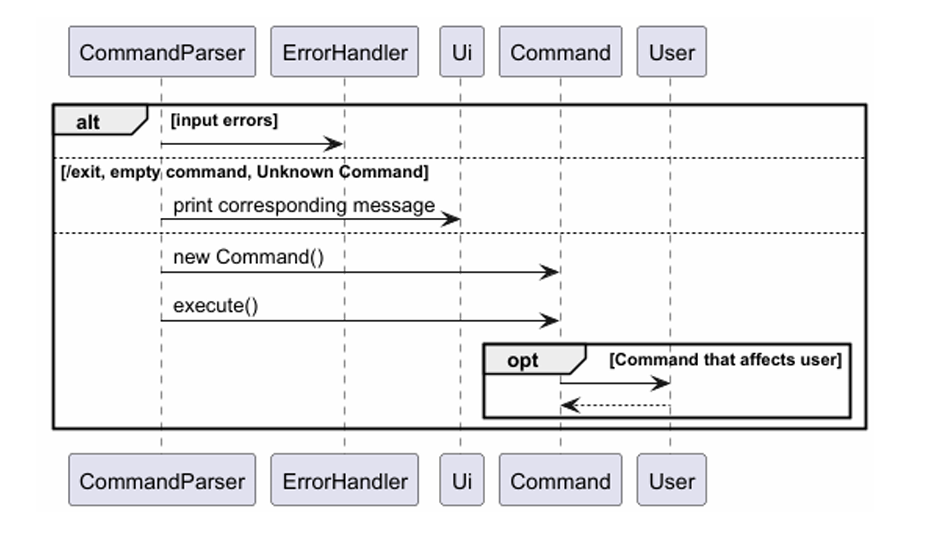 CommandParser ErrorHandler Ui Command User
alt [input errors]
[/exit, empty command, Unknown Command]
print corresponding message
new Command()
execute()
opt [Command that affects user]
CommandParser ErrorHandler Ui Command User